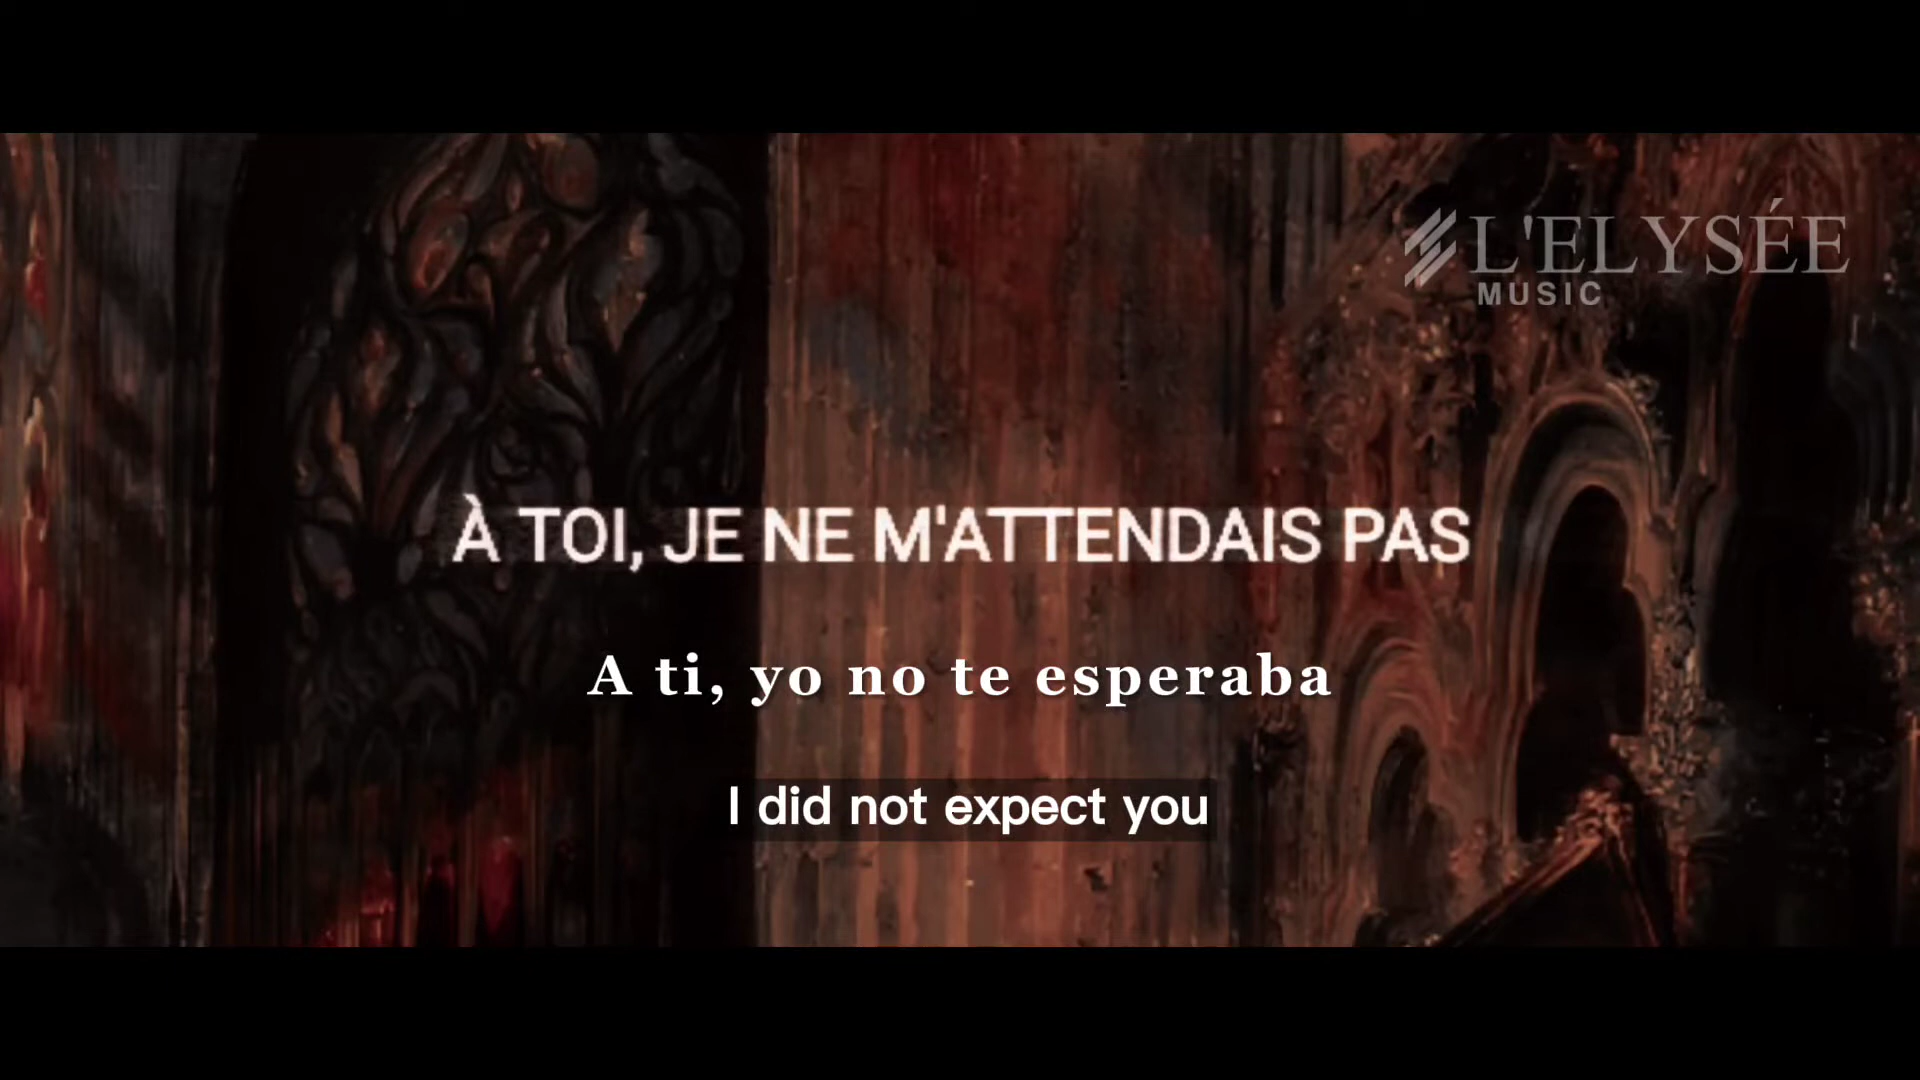 L'ELYSÉE
MUSIC
À TOI, JE NE M'ATTENDAIS PAS
A ti, yo no te esperaba
I did not expect you